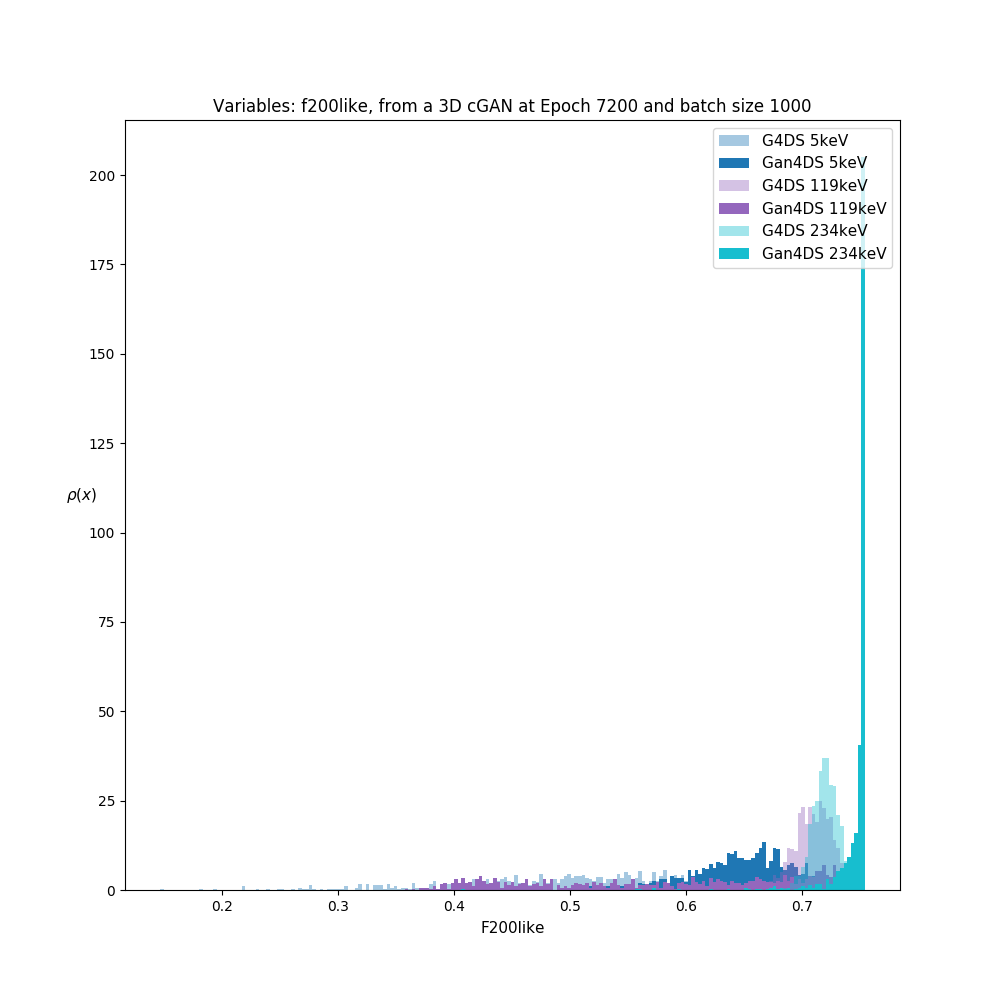 Variables: f200like, from a 3D cGAN at Epoch 7200 and batch size 1000
G4DS 5keV
Gan4DS 5keV
G4DS 119keV
Gan4DS 119keV
G4DS 234keV
Gan4DS 234keV
200
175
150
125
ρ(x)
100
75
50
25
0
0.2 0.3 0.4 0.5 0.6 0.7
F200like